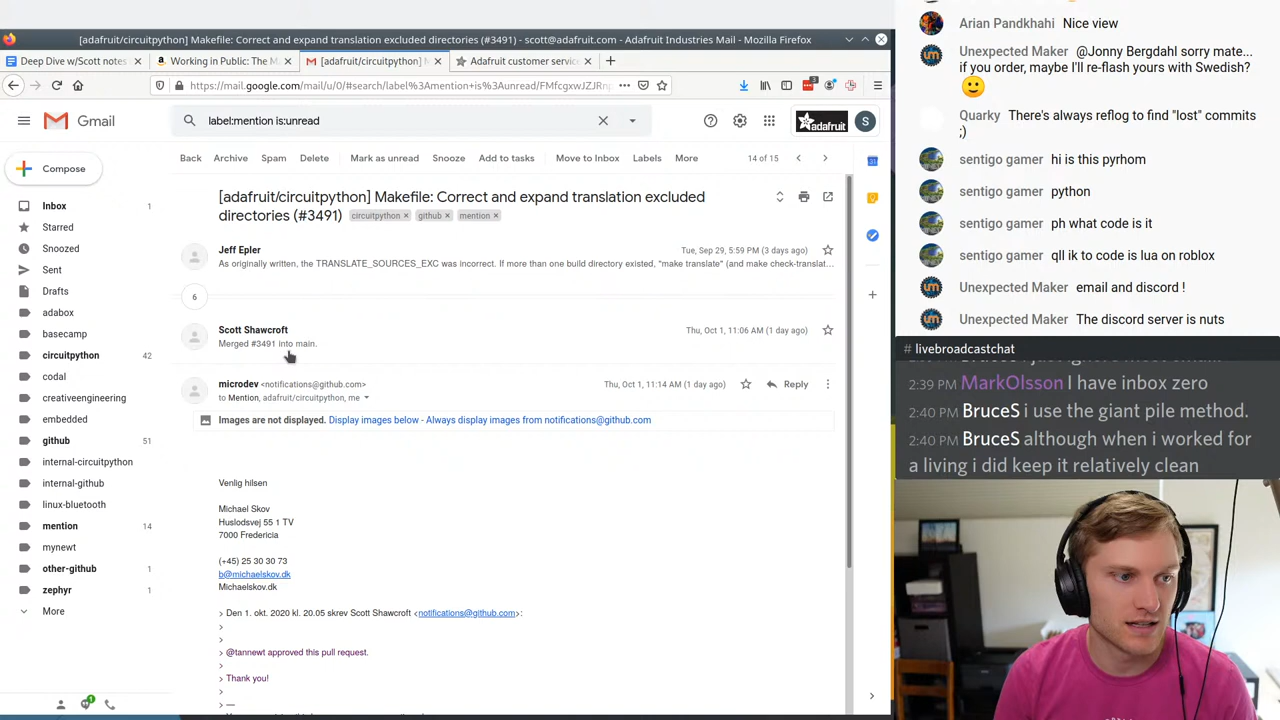 [adafruit/circuitpython] Makefile: Correct and expand translation excluded directories (#3491) - scott@adafruit.com - Adafruit Industries Mail - Mozilla Firefox
Deep Dive w/Scott notes
Working in Public: The M
[adafruit/circuitpython]
Adafruit customer service
https://mail.google.com/mail/u/0/#search/label%3Amention+is%3Aunread/FMfcgxwJZJRn
Gmail
label:mention is:unread
adafruit
S
Compose
Back
Archive
Spam
Delete
Mark as unread
Snooze
Add to tasks
Move to Inbox
Labels
More
14 of 15
Inbox 1
Starred
Snoozed
Sent
Drafts
adabox
basecamp
circuitpython 42
codal
creativeengineering
embedded
github 51
internal-circuitpython
internal-github
linux-bluetooth
mention 14
mynewt
other-github 1
zephyr 1
More
[adafruit/circuitpython] Makefile: Correct and expand translation excluded
directories (#3491) circuitpython × github × mention ×
Jeff Epler Tue, Sep 29, 5:59 PM (3 days ago)
As originally written, the TRANSLATE_SOURCES_EXC was incorrect. If more than one build directory existed, "make translate" (and make check-translat...
6
Scott Shawcroft Thu, Oct 1, 11:06 AM (1 day ago)
Merged #3491 into main.
microdev <notifications@github.com> Thu, Oct 1, 11:14 AM (1 day ago) Reply
to Mention, adafruit/circuitpython, me
Images are not displayed. Display images below - Always display images from notifications@github.com
Venlig hilsen
Michael Skov
Huslodsvej 55 1 TV
7000 Fredericia
(+45) 25 30 30 73
b@michaelskov.dk
Michaelskov.dk
> Den 1. okt. 2020 kl. 20.05 skrev Scott Shawcroft <notifications@github.com>:
>
>
> @tannewt approved this pull request.
>
> Thank you!
>
> —
Arian Pandkhahi Nice view
Unexpected Maker @Jonny Bergdahl sorry mate...
if you order, maybe I'll re-flash yours with Swedish?
Quarky There's always reflog to find "lost" commits
;)
sentigo gamer hi is this pyrhom
sentigo gamer python
sentigo gamer ph what code is it
sentigo gamer qll ik to code is lua on roblox
Unexpected Maker email and discord !
Unexpected Maker The discord server is nuts
# livebroadcastchat
2:39 PM MarkOlsson I have inbox zero
2:40 PM BruceS i use the giant pile method.
2:40 PM BruceS although when i worked for
a living i did keep it relatively clean